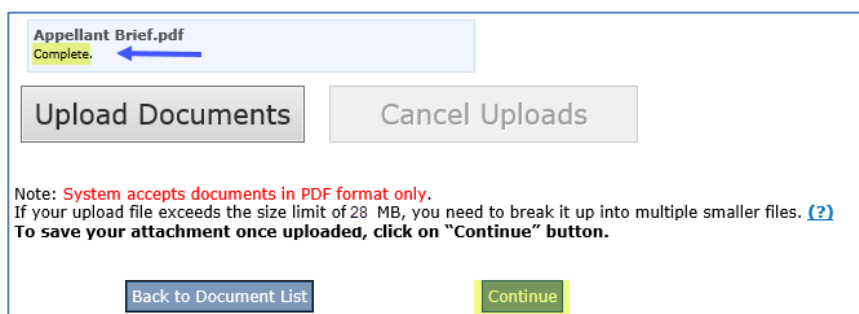 Appellant Brief.pdf
Complete.
Upload Documents
Cancel Uploads
Note: System accepts documents in PDF format only.
If your upload file exceeds the size limit of 28 MB, you need to break it up into multiple smaller files. (?)
To save your attachment once uploaded, click on “Continue” button.
Back to Document List
Continue